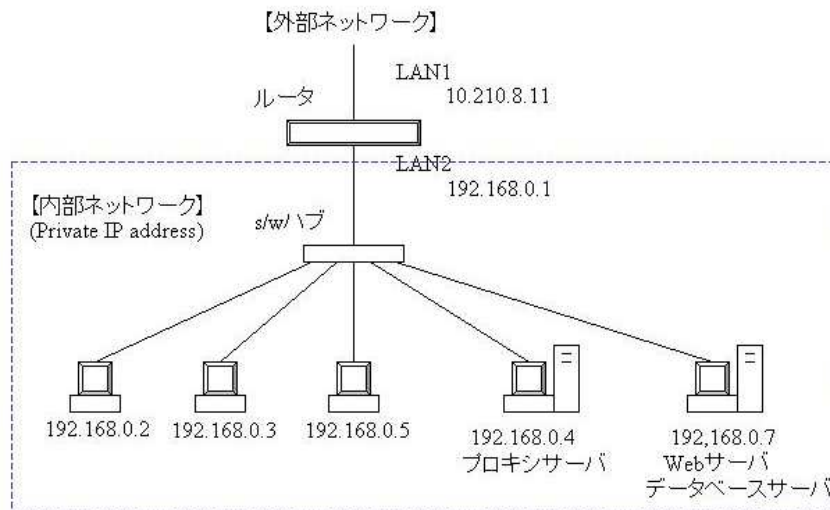 【外部ネットワーク】
LAN1
10.210.8.11
ルータ
LAN2
192.168.0.1
【内部ネットワーク】
(Private IP address)
s/wハブ
192.168.0.2
192.168.0.3
192.168.0.5
192.168.0.4
プロキシサーバ
192,168.0.7
Webサーバ
データベースサーバ